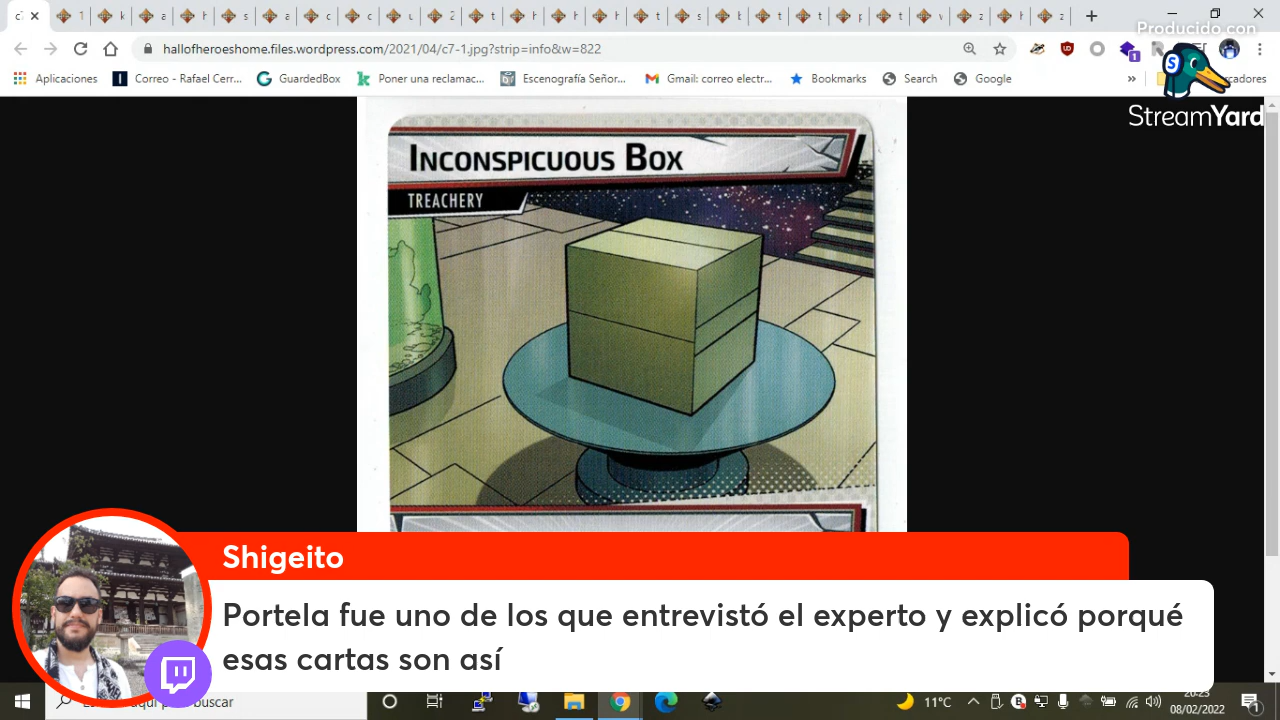 Producido con
hallofheroeshome.files.wordpress.com/2021/04/c7-1.jpg?strip=info&w=822
Aplicaciones
Correo - Rafael Cerr...
GuardedBox
Poner una reclamac...
Escenografía Señor...
Gmail: correo electr...
Bookmarks
Search
Google
»
StreamYard
INCONSPICUOUS BOX
TREACHERY
Shigeito
Portela fue uno de los que entrevistó el experto y explicó porqué
esas cartas son así
buscar
11°C
20:23
08/02/2022